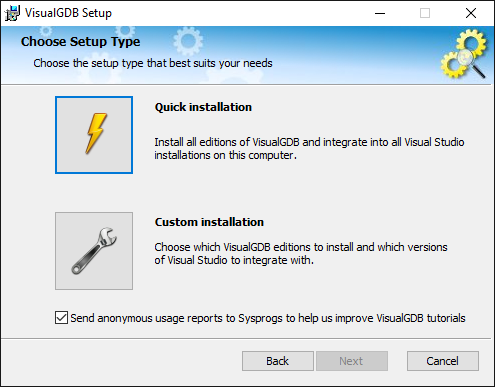 VisualGDB Setup
Choose Setup Type
Choose the setup type that best suits your needs
Quick installation
Install all editions of VisualGDB and integrate into all Visual Studio
installations on this computer.
Custom installation
Choose which VisualGDB editions to install and which versions
of Visual Studio to integrate with.
Send anonymous usage reports to Sysprogs to help us improve VisualGDB tutorials
Back Next Cancel